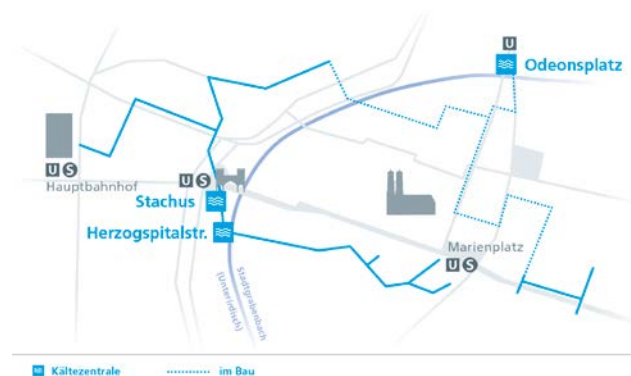 U
Odeonsplatz
U S
Hauptbahnhof
U S
Stachus
Herzogspitalstr.
Marienplatz
U S
Stadtgrabenbach
(Unterirdisch)
Kältezentrale
im Bau